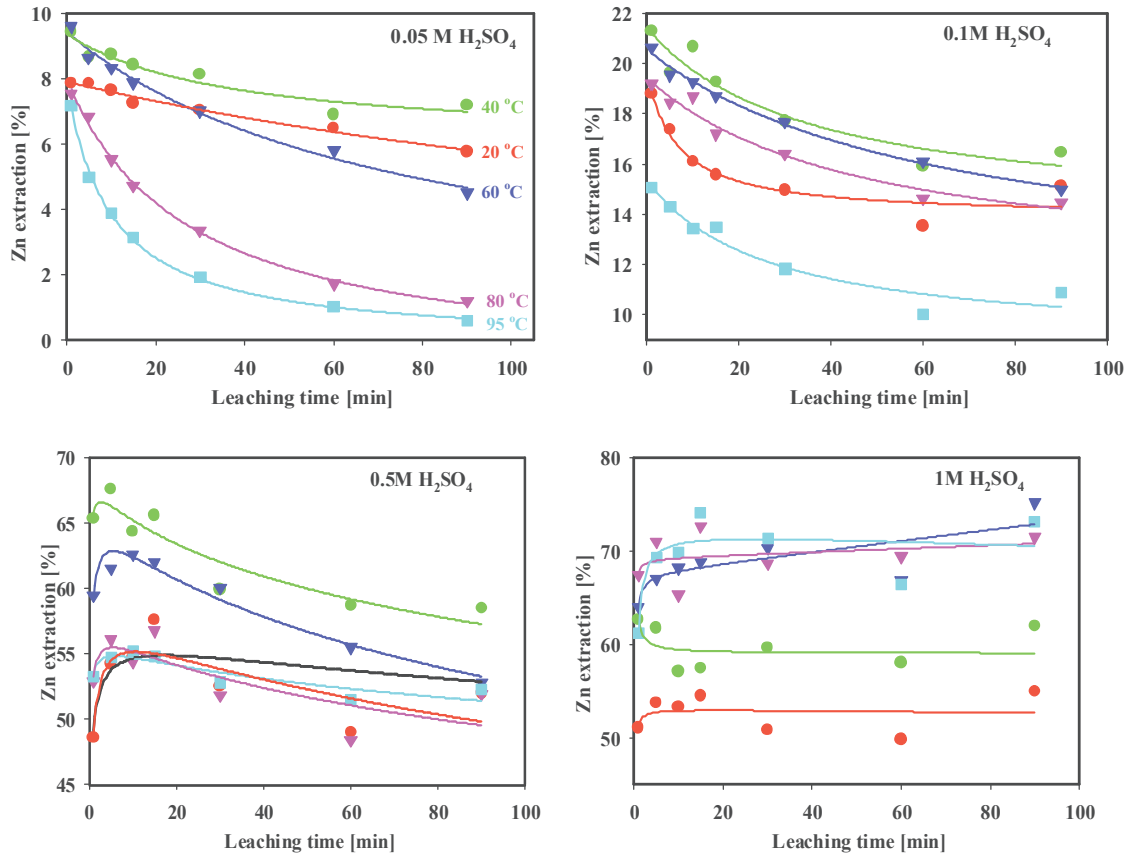 0.05 M H₂SO₄
Zn extraction [%]
10
8
6
4
2
0
40 °C
20 °C
60 °C
80 °C
95 °C
0 20 40 60 80 100
Leaching time [min]
0.1M H₂SO₄
Zn extraction [%]
22
20
18
16
14
12
10
0 20 40 60 80 100
Leaching time [min]
0.5M H₂SO₄
Zn extraction [%]
70
65
60
55
50
45
0 20 40 60 80 100
Leaching time [min]
1M H₂SO₄
Zn extraction [%]
80
70
60
50
0 20 40 60 80 100
Leaching time [min]